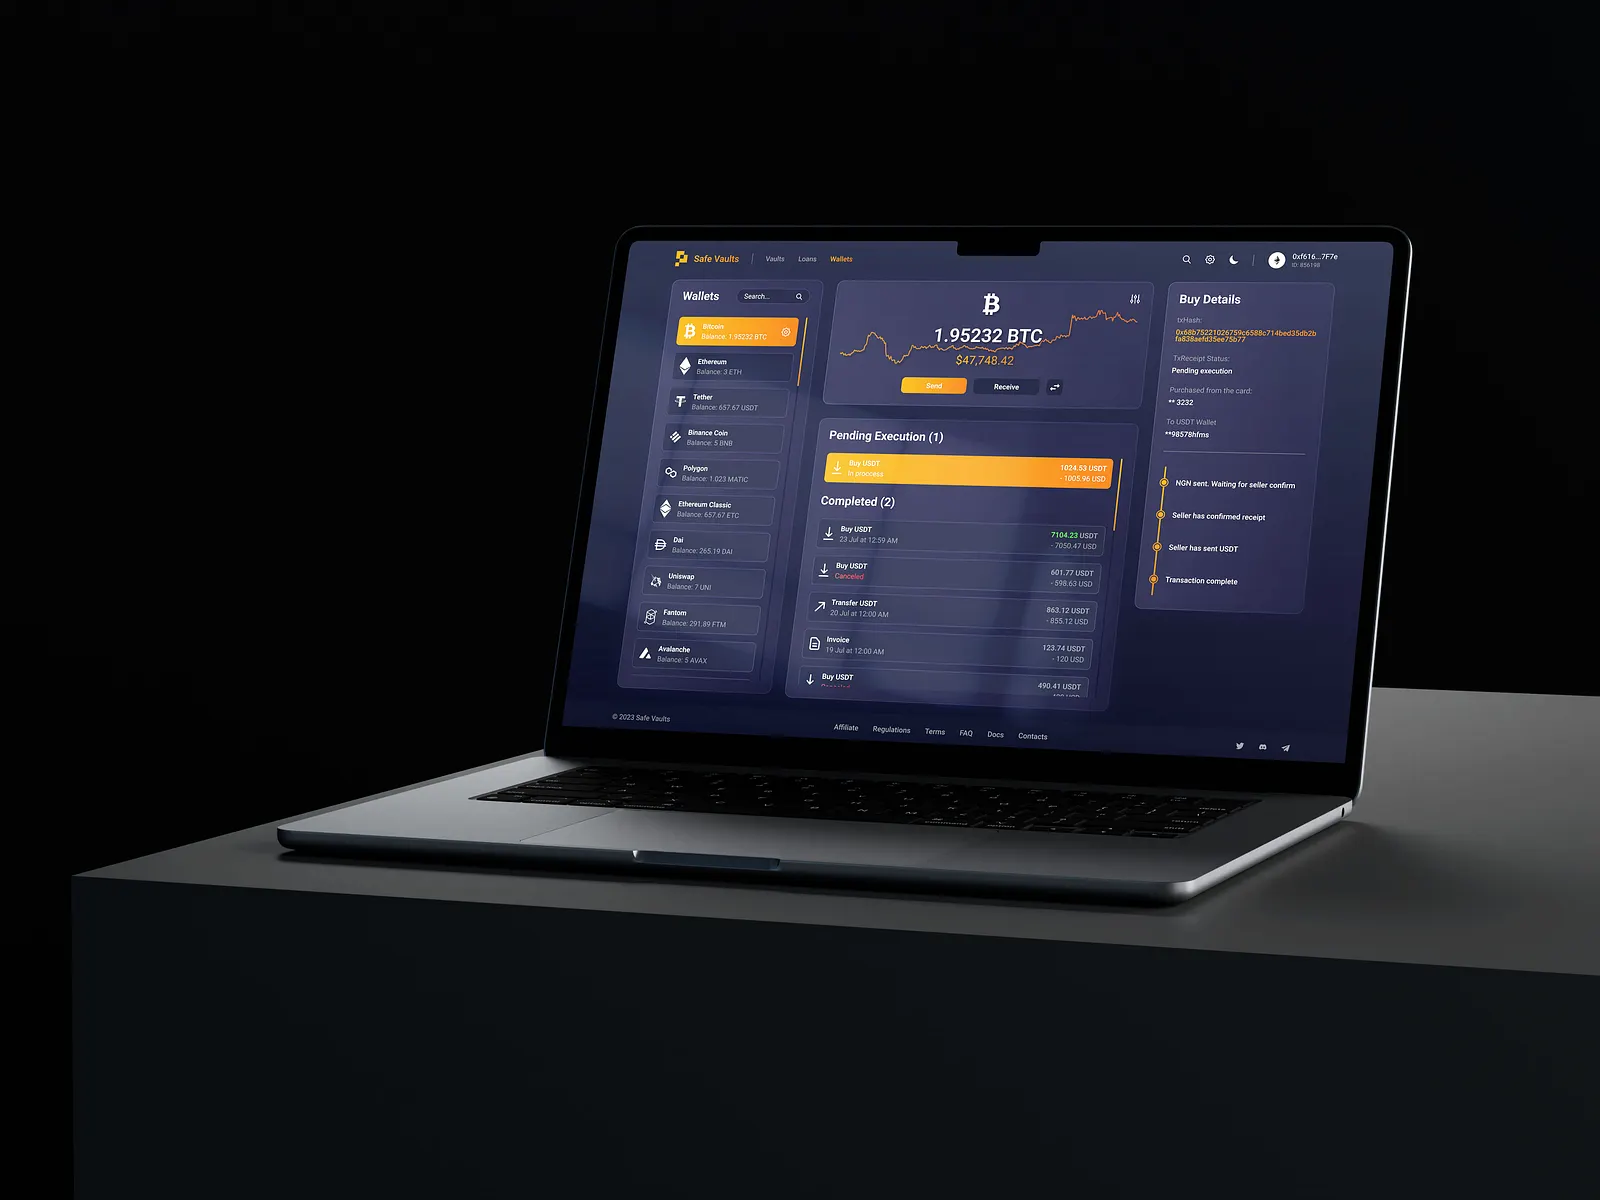 Safe Vaults
Vaults
Loans
Wallets
0xf616...7F7e
ID: 856198
Wallets
Search...
Bitcoin
Balance: 1.95232 BTC
Ethereum
Balance: 3 ETH
Tether
Balance: 657.67 USDT
Binance Coin
Balance: 5 BNB
Polygon
Balance: 1.023 MATIC
Ethereum Classic
Balance: 657.67 ETC
Dai
Balance: 265.19 DAI
Uniswap
Balance: 7 UNI
Fantom
Balance: 291.89 FTM
Avalanche
Balance: 5 AVAX
1.95232 BTC
$47,748.42
Send
Receive
Pending Execution (1)
Buy USDT
1024.53 USDT
In proccess
- 1005.96 USD
Completed (2)
Buy USDT
7104.23 USDT
23 Jul at 12:59 AM
- 7050.47 USD
Buy USDT
601.77 USDT
Canceled
- 598.63 USD
Transfer USDT
863.12 USDT
20 Jul at 12:00 AM
- 855.12 USD
Invoice
123.74 USDT
19 Jul at 12:00 AM
- 120 USD
Buy USDT
490.41 USDT
Buy Details
txHash:
0x68b75221026759c6588c714bed35db2b
fa838aefd35ee75b77
TxReceipt Status:
Pending execution
Purchased from the card:
** 3232
To USDT Wallet
**98578hfms
NGN sent. Waiting for seller confirm
Seller has confirmed receipt
Seller has sent USDT
Transaction complete
© 2023 Safe Vaults
Affiliate
Regulations
Terms
FAQ
Docs
Contacts